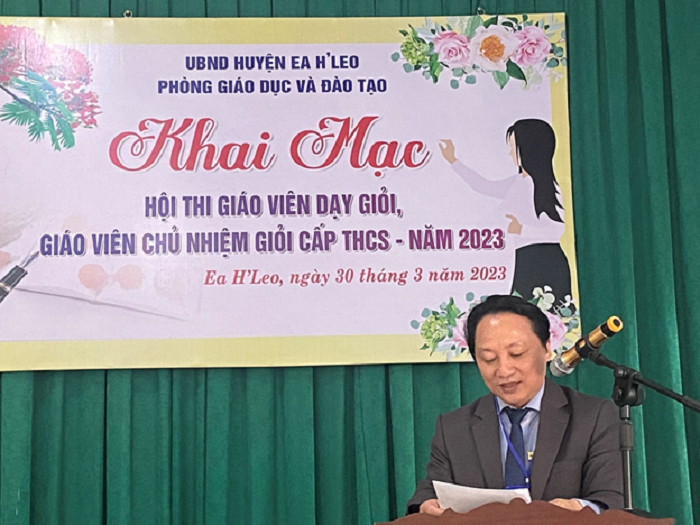 UBND HUYỆN EA H'LEO
PHÒNG GIÁO DỤC VÀ ĐÀO TẠO
Khai Mạc
HỘI THI GIÁO VIÊN DẠY GIỎI,
GIÁO VIÊN CHỦ NHIỆM GIỎI CẤP THCS - NĂM 2023
Ea H'Leo, ngày 30 tháng 3 năm 2023